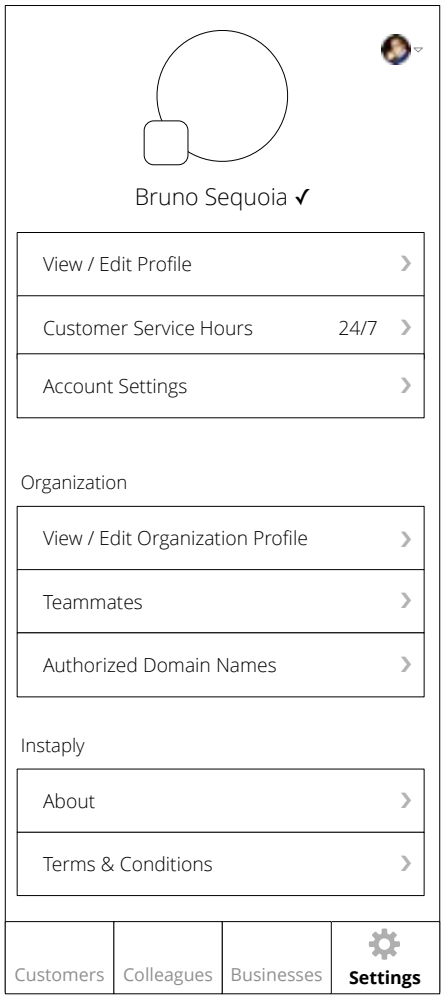 Bruno Sequoia ✓
View / Edit Profile
Customer Service Hours 24/7
Account Settings
Organization
View / Edit Organization Profile
Teammates
Authorized Domain Names
Instaply
About
Terms & Conditions
Customers Colleagues Businesses Settings